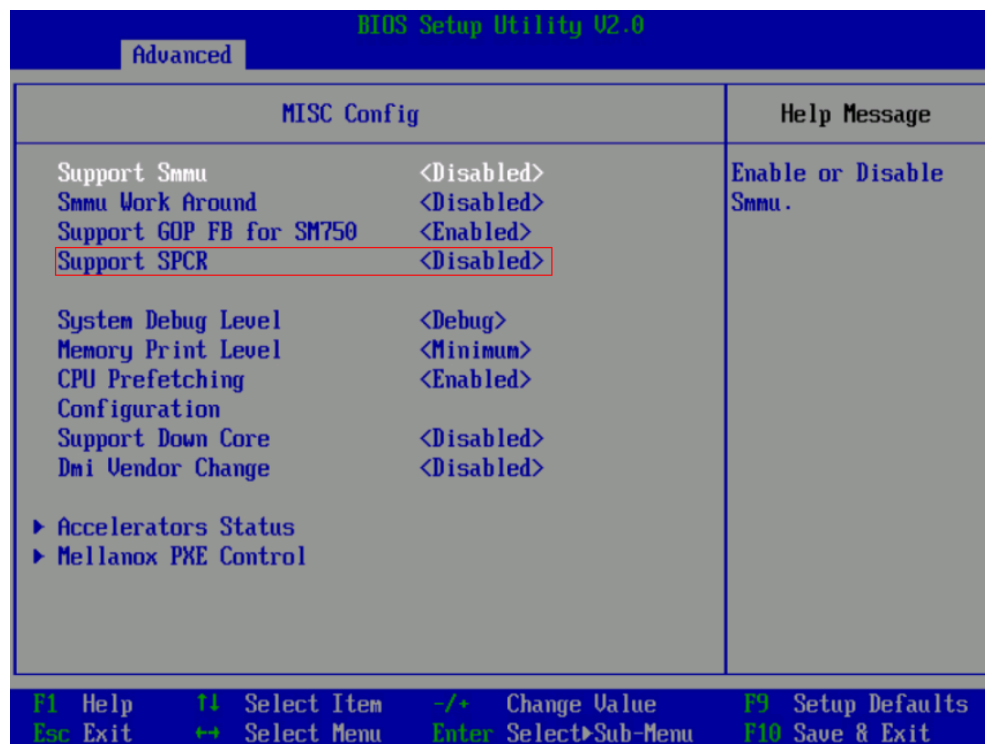 BIOS Setup Utility V2.0
Advanced
MISC Config
Help Message
Support Smmu <Disabled>
Enable or Disable
Smmu Work Around <Disabled>
Smmu.
Support GOP FB for SM750 <Enabled>
Support SPCR <Disabled>
System Debug Level <Debug>
Memory Print Level <Minimum>
CPU Prefetching <Enabled>
Configuration
Support Down Core <Disabled>
Dmi Vendor Change <Disabled>
▶ Accelerators Status
▶ Mellanox PXE Control
F1 Help ↑↓ Select Item -/+ Change Value F9 Setup Defaults
Esc Exit ←→ Select Menu Enter Select▶Sub-Menu F10 Save & Exit